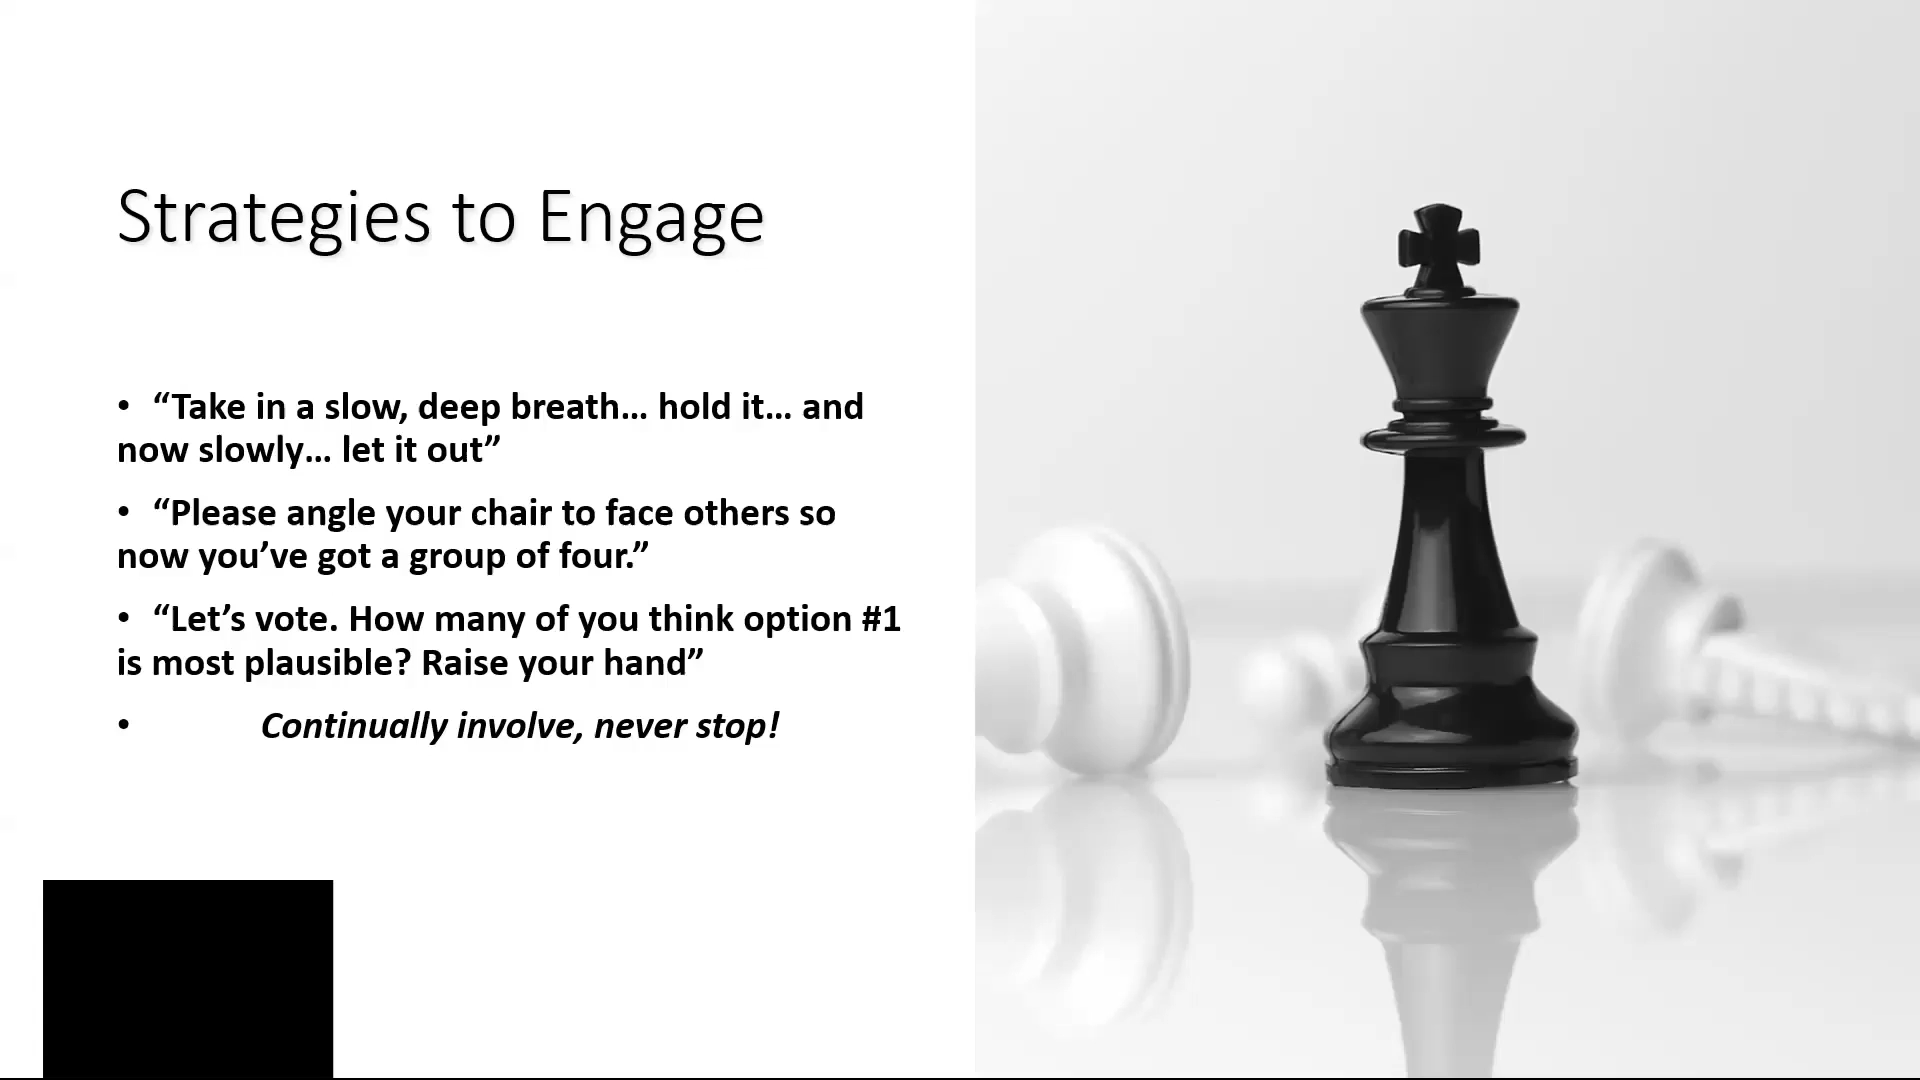 Strategies to Engage
• “Take in a slow, deep breath… hold it… and
now slowly… let it out”
• “Please angle your chair to face others so
now you’ve got a group of four.”
• “Let’s vote. How many of you think option #1
is most plausible? Raise your hand”
• Continually involve, never stop!